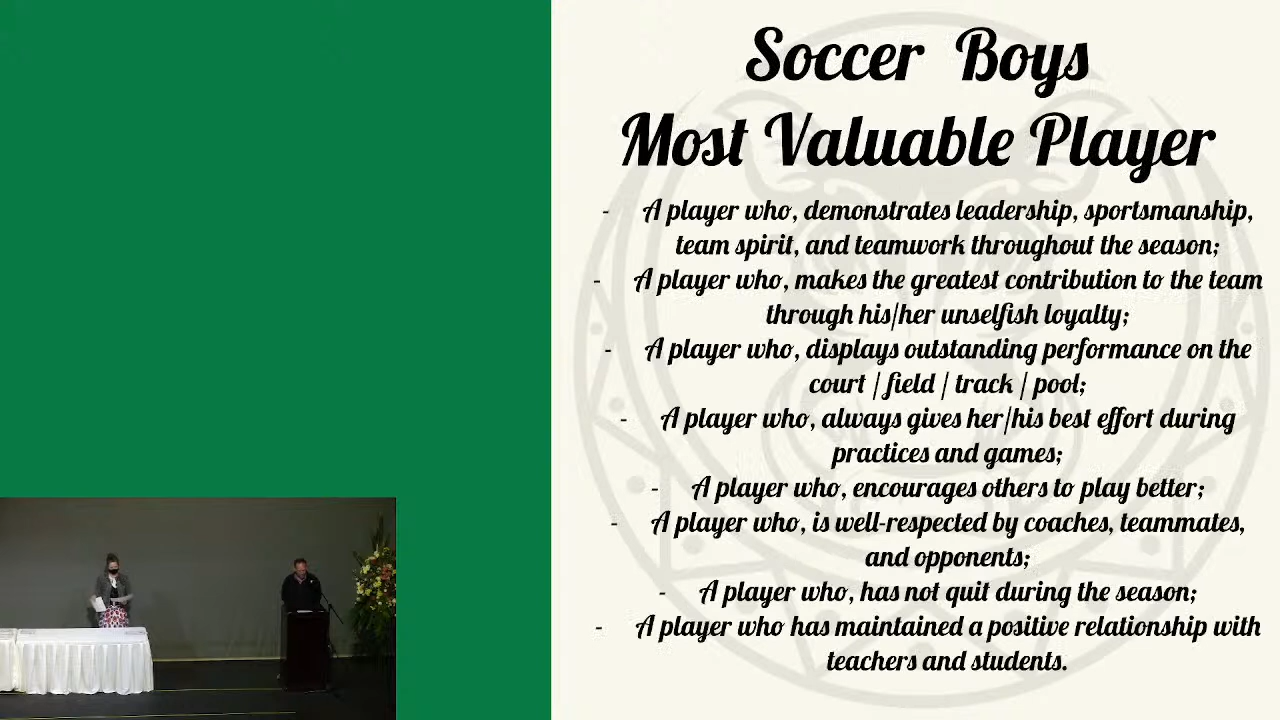 Soccer Boys
Most Valuable Player
- A player who, demonstrates leadership, sportsmanship,
team spirit, and teamwork throughout the season;
- A player who, makes the greatest contribution to the team
through his/her unselfish loyalty;
- A player who, displays outstanding performance on the
court / field / track / pool;
- A player who, always gives her/his best effort during
practices and games;
- A player who, encourages others to play better;
- A player who, is well-respected by coaches, teammates,
and opponents;
- A player who, has not quit during the season;
- A player who has maintained a positive relationship with
teachers and students.